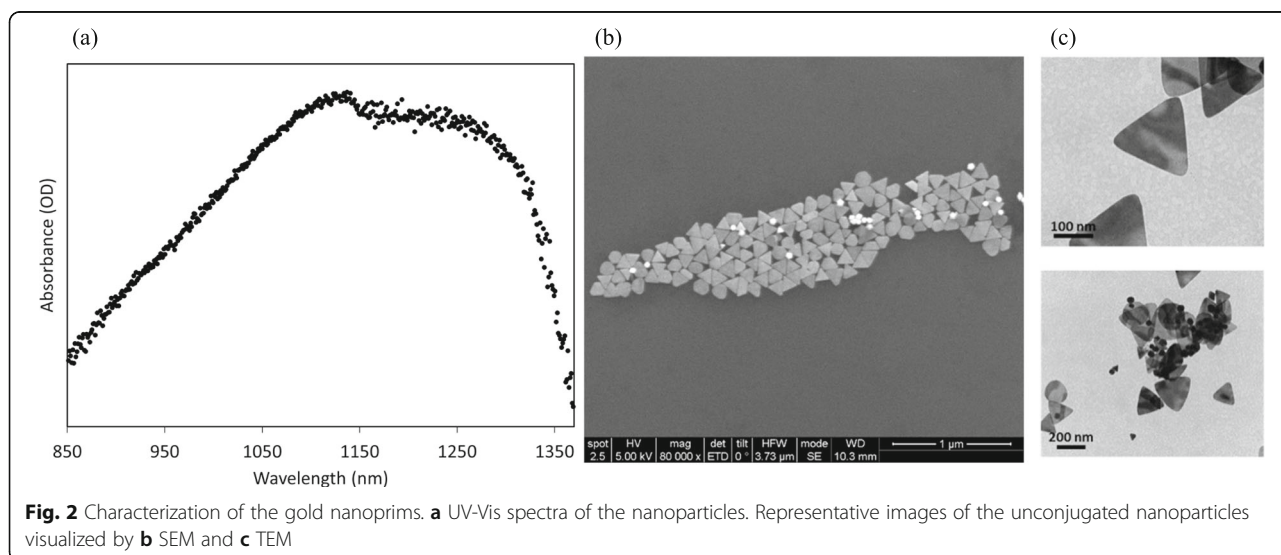 (a)
Absorbance (OD)
850 950 1050 1150 1250 1350
Wavelength (nm)
(b)
spot HV mag det tilt HFW mode WD 1 µm
2.5 5.00 kV 80 000 x ETD 0° 3.73 µm SE 10.3 mm
(c)
100 nm
200 nm
Fig. 2 Characterization of the gold nanoprims. a UV-Vis spectra of the nanoparticles. Representative images of the unconjugated nanoparticles
visualized by b SEM and c TEM